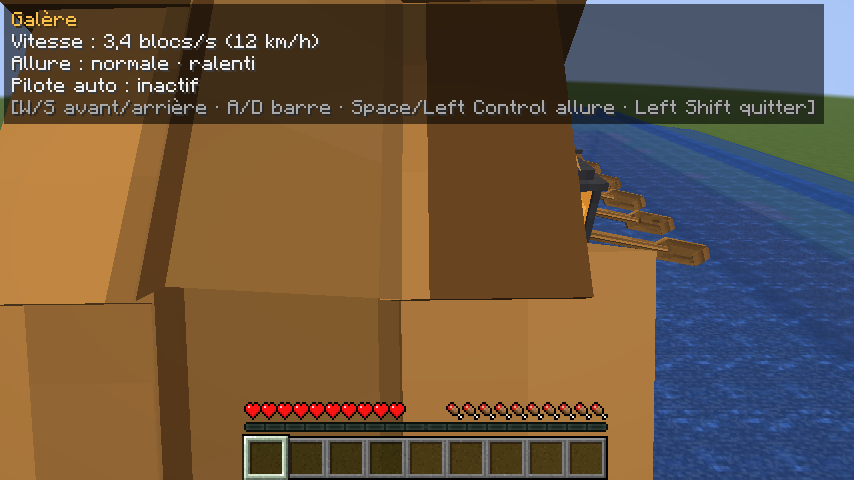 Galère
Vitesse : 3,4 blocs/s (12 km/h)
Allure : normale · ralenti
Pilote auto : inactif
[W/S avant/arrière · A/D barre · Space/Left Control allure · Left Shift quitter]